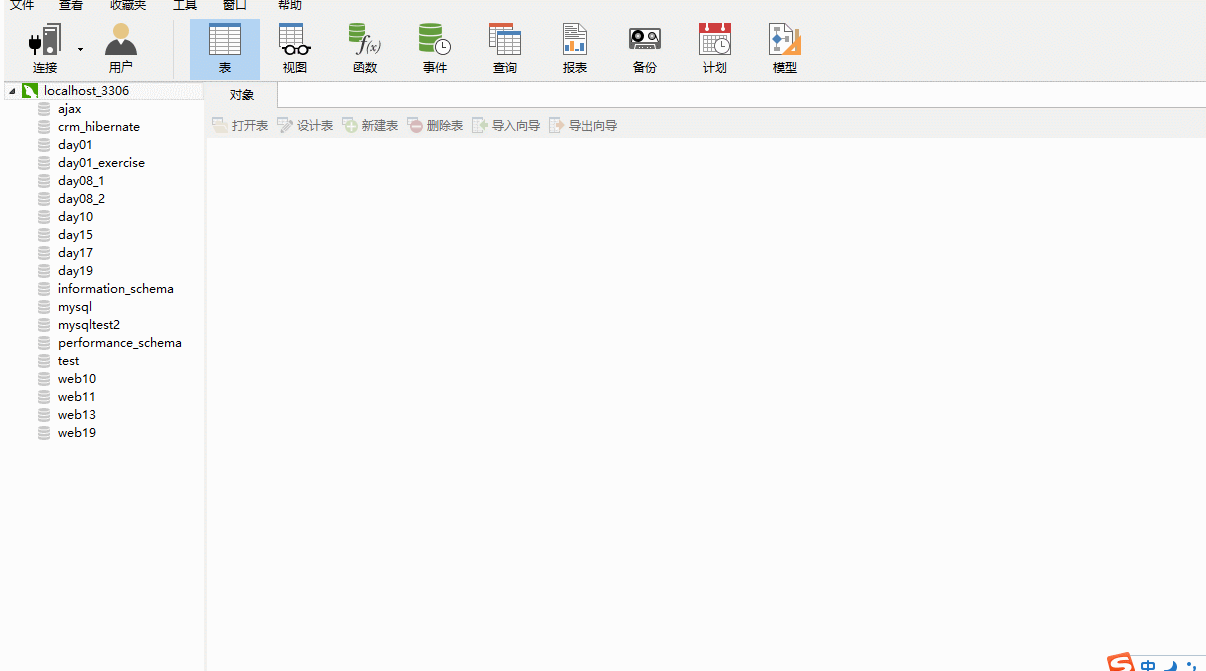 文件 查看 收藏夹 工具 窗口 帮助
连接 用户 表 视图 函数 事件 查询 报表 备份 计划 模型
localhost_3306
对象
打开表 设计表 新建表 删除表 导入向导 导出向导
ajax
crm_hibernate
day01
day01_exercise
day08_1
day08_2
day10
day15
day17
day19
information_schema
mysql
mysqltest2
performance_schema
test
web10
web11
web13
web19
中